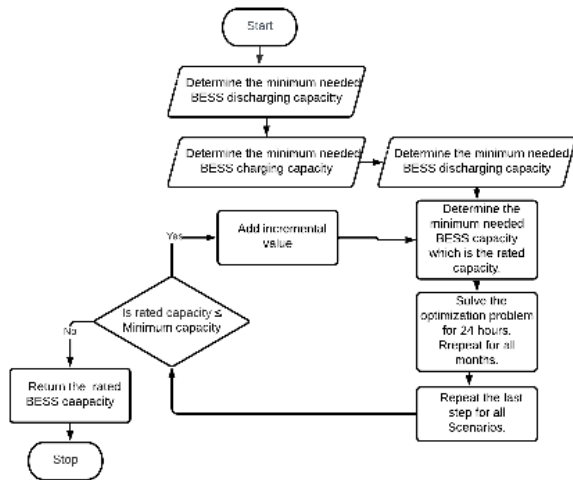 Start
Determine the minimum needed
BESS discharging capacitty
Determine the minimum needed
BESS charging capacity
Determine the minimum needed
BESS discharging capacity
Determine the
minimum needed
BESS capacity
which is the rated
capacity.
Add incremental
value
Yes
Is rated capacity ≤
Minimum capacity
No
Solve the
optimization problem
for 24 hours.
Rrepeat for all
months.
Repeat the last
step for all
Scenarios.
Return the rated
BESS caapacity
Stop